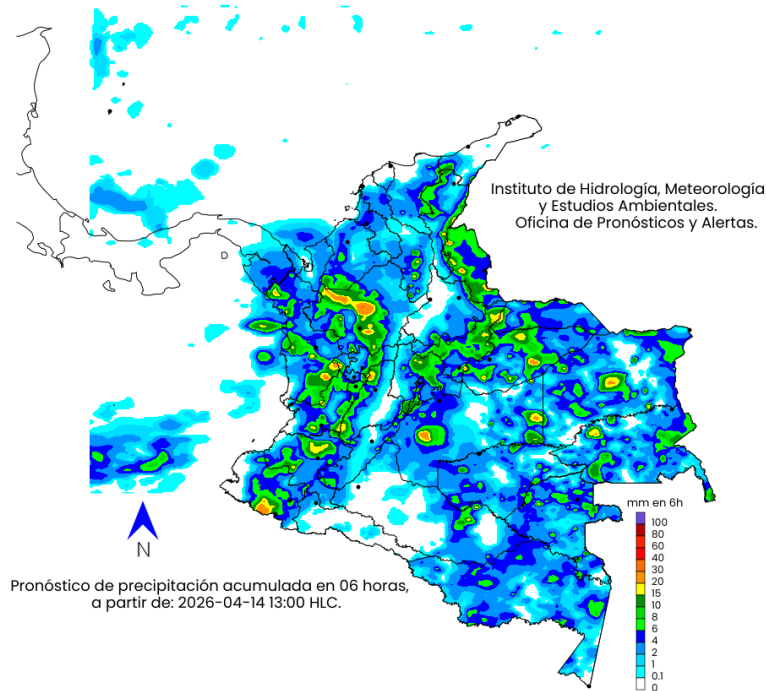 Instituto de Hidrología, Meteorología
y Estudios Ambientales.
Oficina de Pronósticos y Alertas.
mm en 6h
100
80
60
40
30
20
15
10
8
6
4
2
1
0.1
0
N
Pronóstico de precipitación acumulada en 06 horas,
a partir de: 2026-04-14 13:00 HLC.